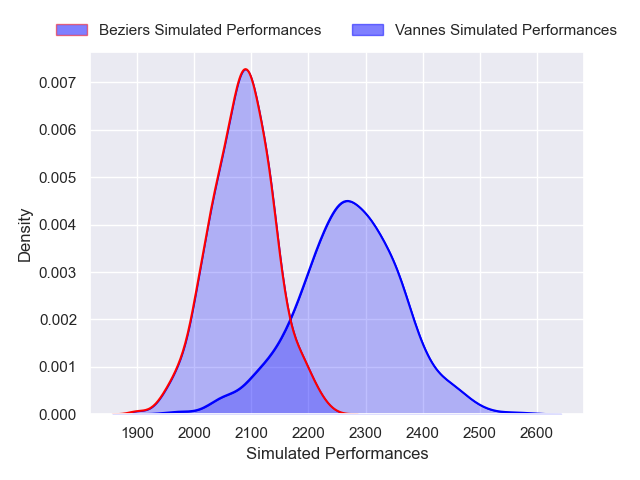 Beziers Simulated Performances Vannes Simulated Performances
0.007
0.006
0.005
0.004
0.003
0.002
0.001
0.000
Density
1900 2000 2100 2200 2300 2400 2500 2600
Simulated Performances